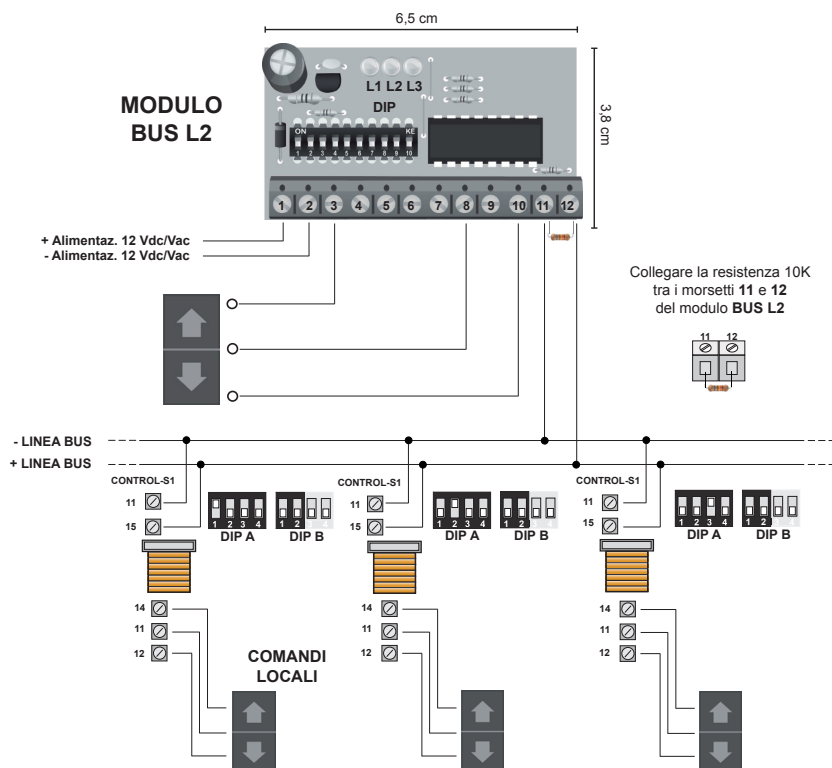 6,5 cm
3,8 cm
MODULO
BUS L2
L1 L2 L3
DIP
ON KE
1 2 3 4 5 6 7 8 9 10
1 2 3 4 5 6 7 8 9 10 11 12
+ Alimentaz. 12 Vdc/Vac
- Alimentaz. 12 Vdc/Vac
Collegare la resistenza 10K
tra i morsetti 11 e 12
del modulo BUS L2
11 12
- LINEA BUS
+ LINEA BUS
CONTROL-S1
11
15
1 2 3 4
1 2
DIP A DIP B
14
11
12
CONTROL-S1
11
15
1 2 3 4
1 2
DIP A DIP B
14
11
12
CONTROL-S1
11
15
1 2 3 4
1 2
DIP A DIP B
14
11
12
COMANDI
LOCALI